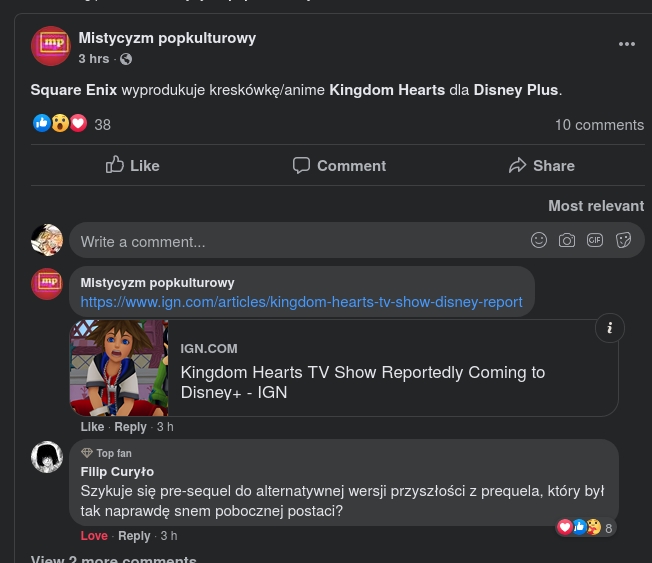 mp
Mistycyzm popkulturowy
3 hrs ·
Square Enix wyprodukuje kreskówkę/anime Kingdom Hearts dla Disney Plus.
38
10 comments
Like
Comment
Share
Most relevant
Write a comment...
GIF
mp
Mistycyzm popkulturowy
https://www.ign.com/articles/kingdom-hearts-tv-show-disney-report
i
IGN.COM
Kingdom Hearts TV Show Reportedly Coming to
Disney+ - IGN
Like · Reply · 3 h
Top fan
Filip Curyło
Szykuje się pre-sequel do alternatywnej wersji przyszłości z prequela, który był
tak naprawdę snem pobocznej postaci?
8
Love · Reply · 3 h
View 2 more comments